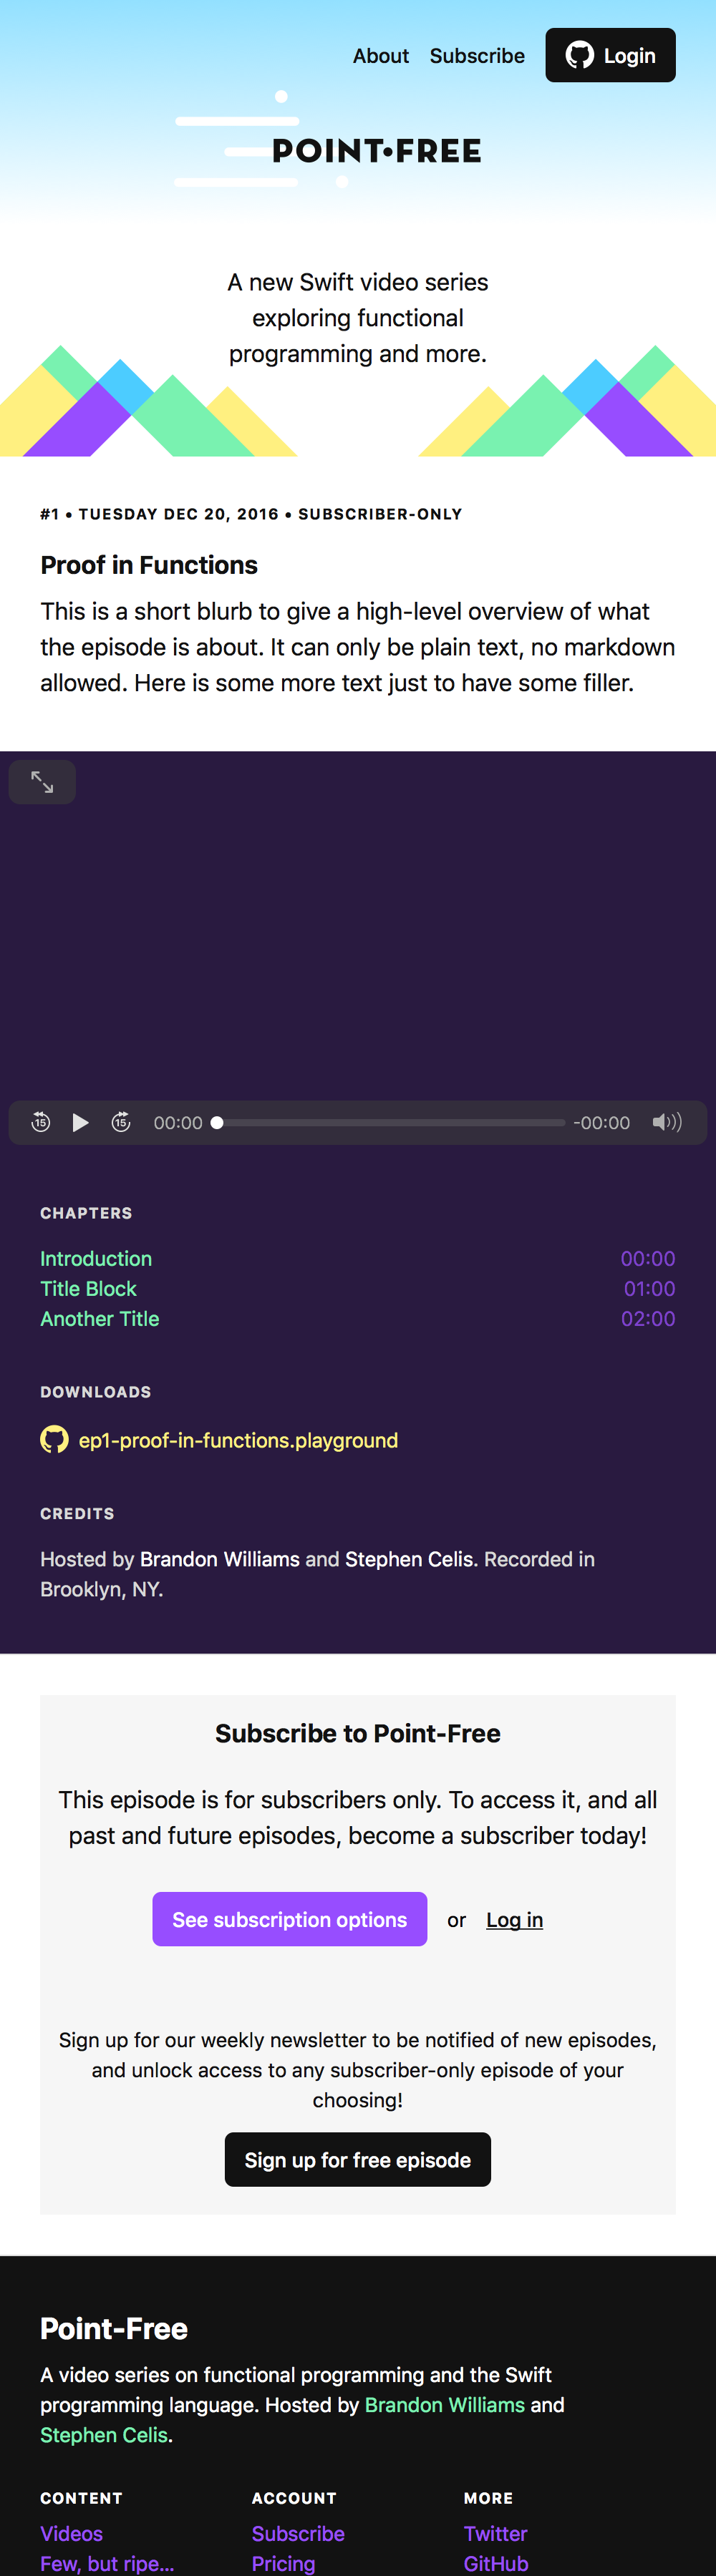 About Subscribe Login
POINT•FREE
A new Swift video series
exploring functional
programming and more.
#1 • TUESDAY DEC 20, 2016 • SUBSCRIBER-ONLY
Proof in Functions
This is a short blurb to give a high-level overview of what
the episode is about. It can only be plain text, no markdown
allowed. Here is some more text just to have some filler.
15 15 00:00 -00:00
CHAPTERS
Introduction 00:00
Title Block 01:00
Another Title 02:00
DOWNLOADS
ep1-proof-in-functions.playground
CREDITS
Hosted by Brandon Williams and Stephen Celis. Recorded in
Brooklyn, NY.
Subscribe to Point-Free
This episode is for subscribers only. To access it, and all
past and future episodes, become a subscriber today!
See subscription options or Log in
Sign up for our weekly newsletter to be notified of new episodes,
and unlock access to any subscriber-only episode of your
choosing!
Sign up for free episode
Point-Free
A video series on functional programming and the Swift
programming language. Hosted by Brandon Williams and
Stephen Celis.
CONTENT ACCOUNT MORE
Videos Subscribe Twitter
Few, but ripe... Pricing GitHub